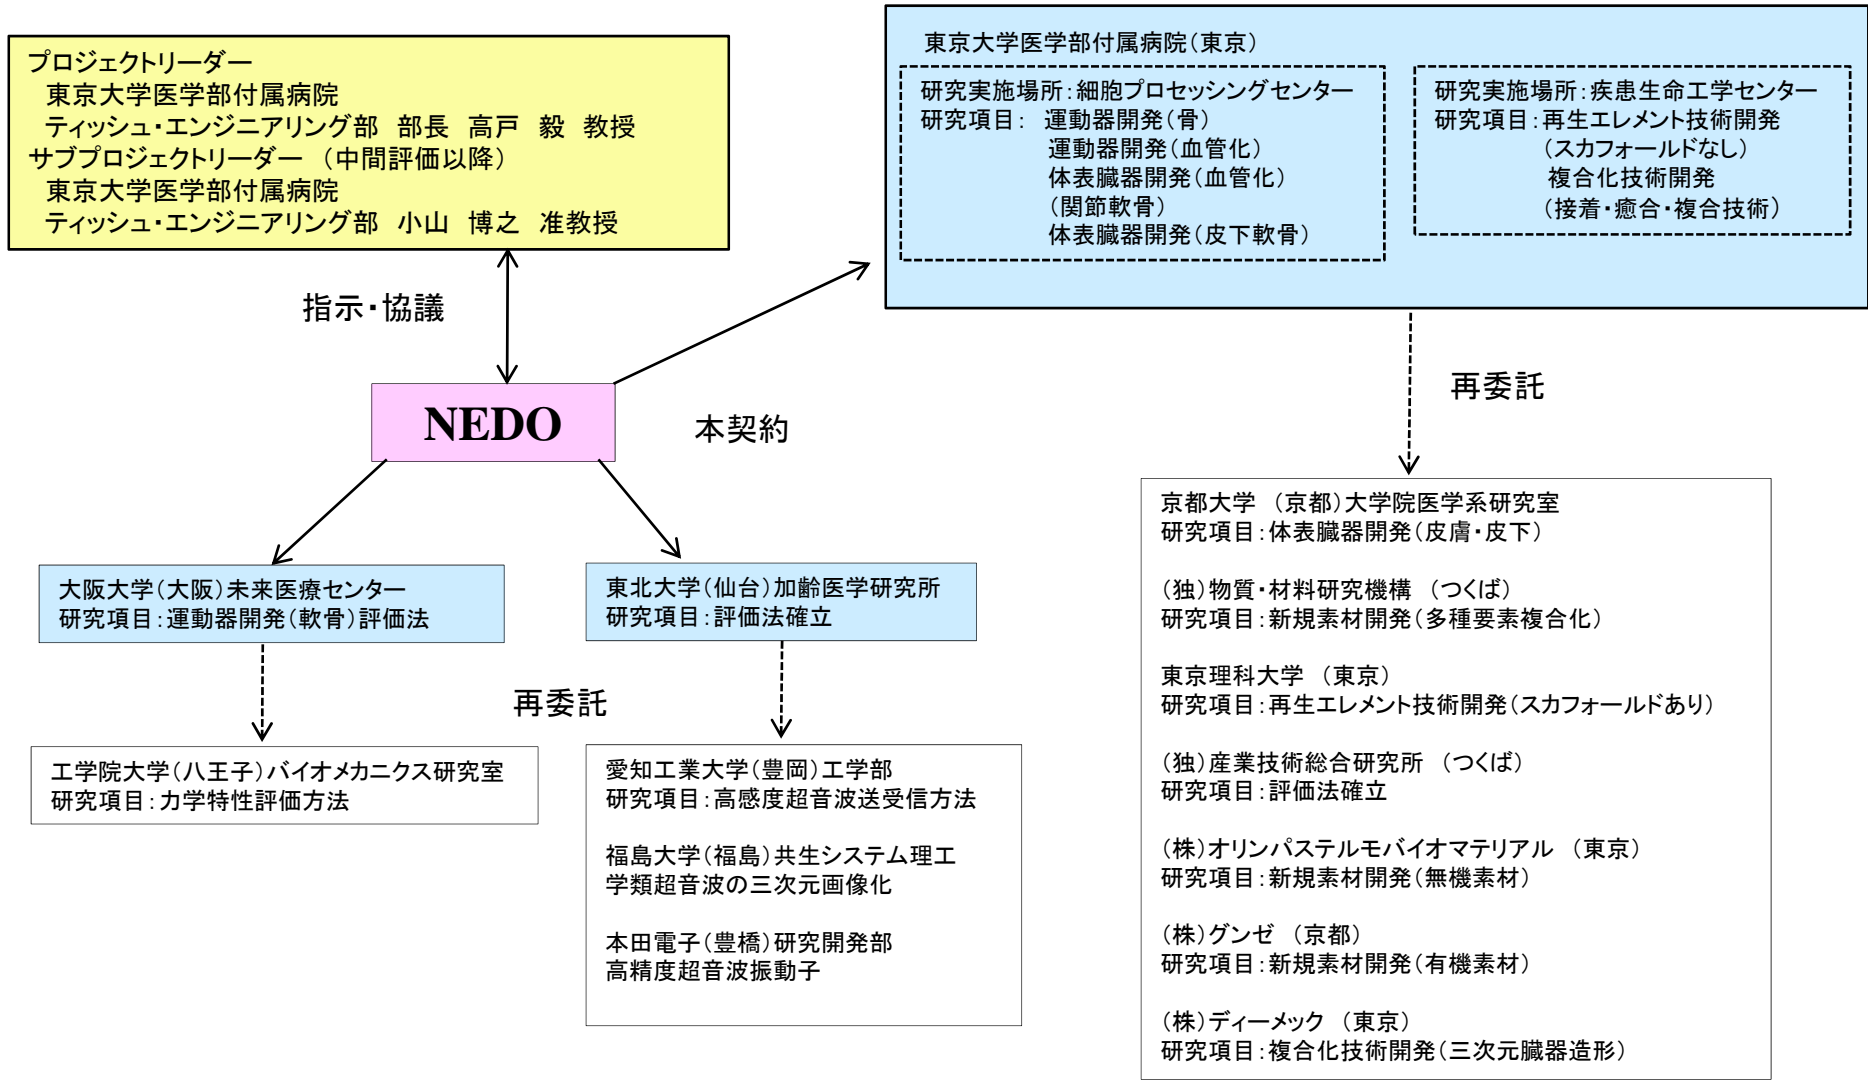 プロジェクトリーダー
東京大学医学部付属病院
ティッシュ・エンジニアリング部 部長 高戸 毅 教授
サブプロジェクトリーダー (中間評価以降)
東京大学医学部付属病院
ティッシュ・エンジニアリング部 小山 博之 准教授
東京大学医学部付属病院(東京)
研究実施場所:細胞プロセッシングセンター
研究項目: 運動器開発(骨)
運動器開発(血管化)
体表臓器開発(血管化)
(関節軟骨)
体表臓器開発(皮下軟骨)
研究実施場所:疾患生命工学センター
研究項目:再生エレメント技術開発
(スカフォールドなし)
複合化技術開発
(接着・癒合・複合技術)
指示・協議
NEDO
本契約
再委託
大阪大学(大阪)未来医療センター
研究項目:運動器開発(軟骨)評価法
東北大学(仙台)加齢医学研究所
研究項目:評価法確立
再委託
工学院大学(八王子)バイオメカニクス研究室
研究項目:力学特性評価方法
愛知工業大学(豊岡)工学部
研究項目:高感度超音波送受信方法
福島大学(福島)共生システム理工
学類超音波の三次元画像化
本田電子(豊橋)研究開発部
高精度超音波振動子
京都大学 (京都)大学院医学系研究室
研究項目:体表臓器開発(皮膚・皮下)
(独)物質・材料研究機構 (つくば)
研究項目:新規素材開発(多種要素複合化)
東京理科大学 (東京)
研究項目:再生エレメント技術開発(スカフォールドあり)
(独)産業技術総合研究所 (つくば)
研究項目:評価法確立
(株)オリンパステルモバイオマテリアル (東京)
研究項目:新規素材開発(無機素材)
(株)グンゼ (京都)
研究項目:新規素材開発(有機素材)
(株)ディーメック (東京)
研究項目:複合化技術開発(三次元臓器造形)